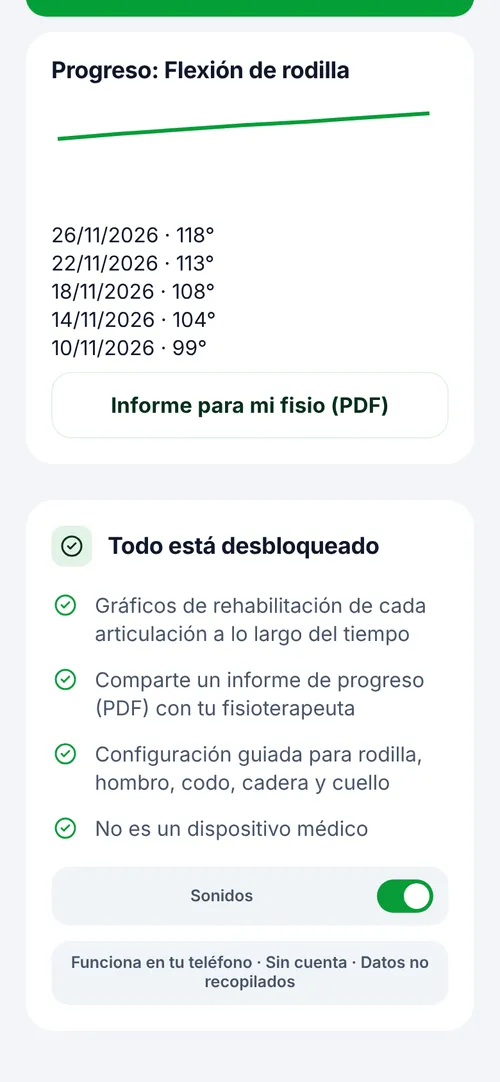 Progreso: Flexión de rodilla
26/11/2026 · 118°
22/11/2026 · 113°
18/11/2026 · 108°
14/11/2026 · 104°
10/11/2026 · 99°
Informe para mi fisio (PDF)
Todo está desbloqueado
Gráficos de rehabilitación de cada
articulación a lo largo del tiempo
Comparte un informe de progreso
(PDF) con tu fisioterapeuta
Configuración guiada para rodilla,
hombro, codo, cadera y cuello
No es un dispositivo médico
Sonidos
Funciona en tu teléfono · Sin cuenta · Datos no
recopilados